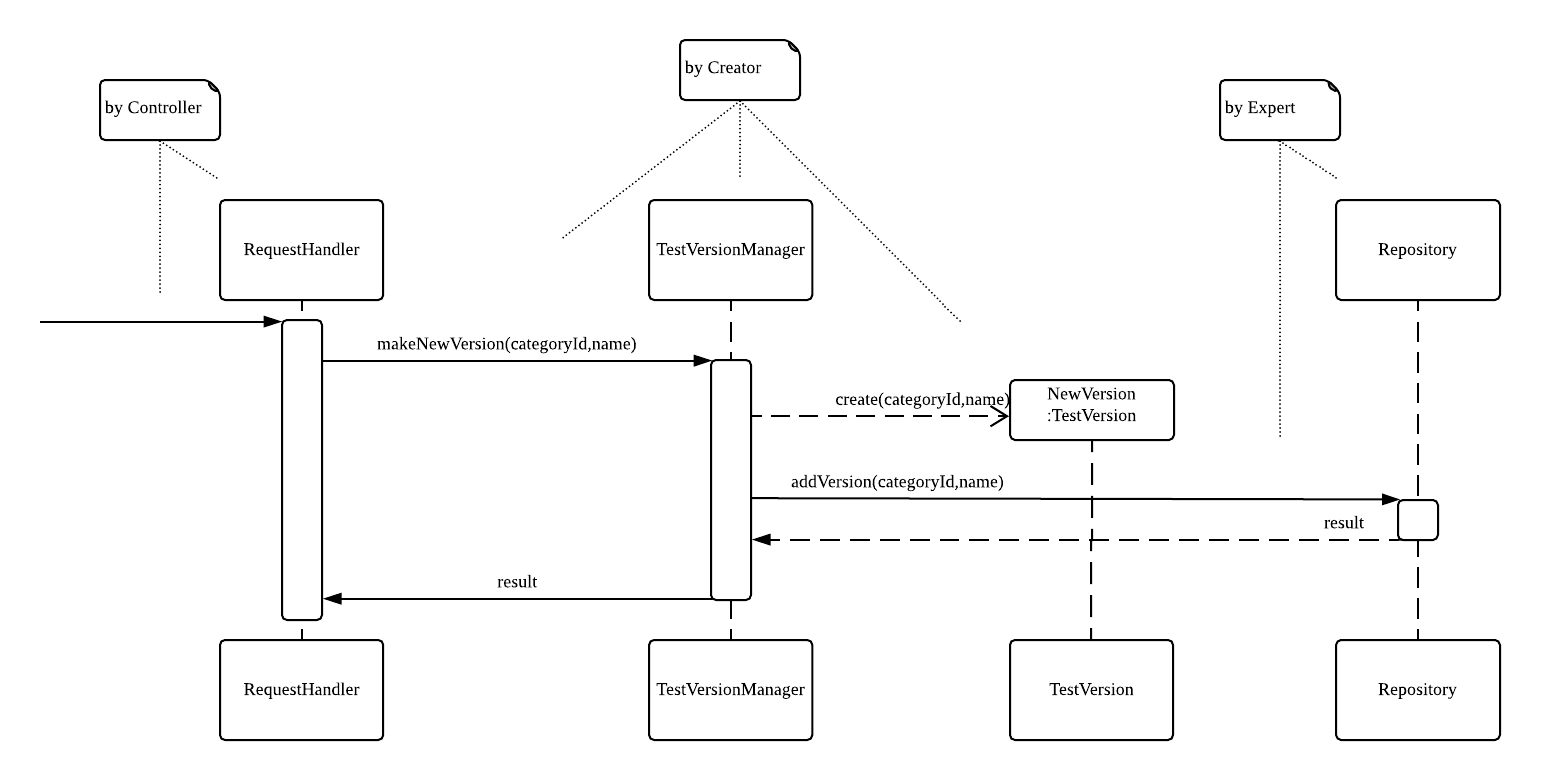 by Creator
by Controller
by Expert
RequestHandler
TestVersionManager
Repository
makeNewVersion(categoryId,name)
create(categoryId,name)
NewVersion
:TestVersion
addVersion(categoryId,name)
result
result
RequestHandler
TestVersionManager
TestVersion
Repository